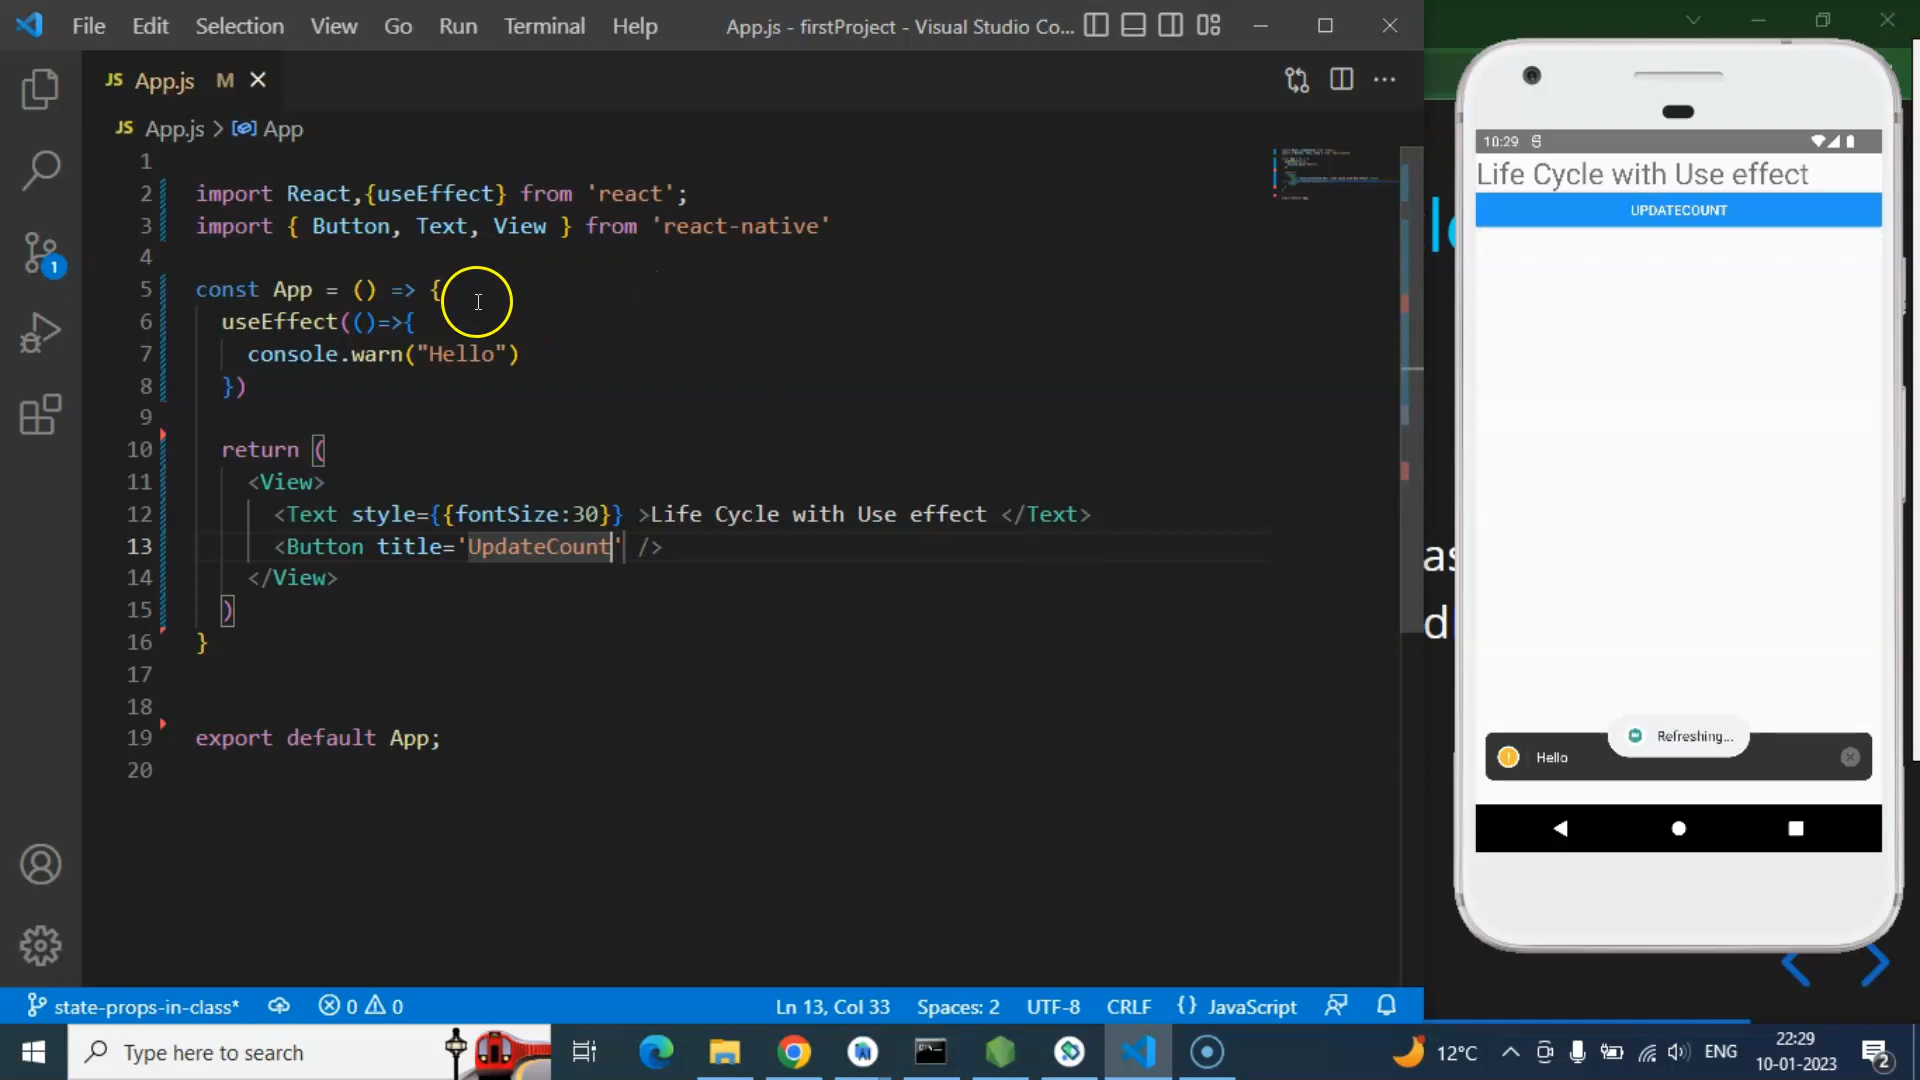 File Edit Selection View Go Run Terminal Help App.js - firstProject - Visual Studio Co...
JS App.js M
JS App.js > App
1
2 import React,{useEffect} from 'react';
3 import { Button, Text, View } from 'react-native'
4
5 const App = () => {
6 useEffect(()=>{
7 console.warn("Hello")
8 })
9
10 return (
11 <View>
12 <Text style={{fontSize:30}} >Life Cycle with Use effect </Text>
13 <Button title='UpdateCount' />
14 </View>
15 )
16 }
17
18
19 export default App;
20
1
10:29
Life Cycle with Use effect
UPDATECOUNT
Refreshing...
Hello
state-props-in-class* 0 0 Ln 13, Col 33 Spaces: 2 UTF-8 CRLF {} JavaScript
Type here to search
12°C ENG
22:29
10-01-2023
2